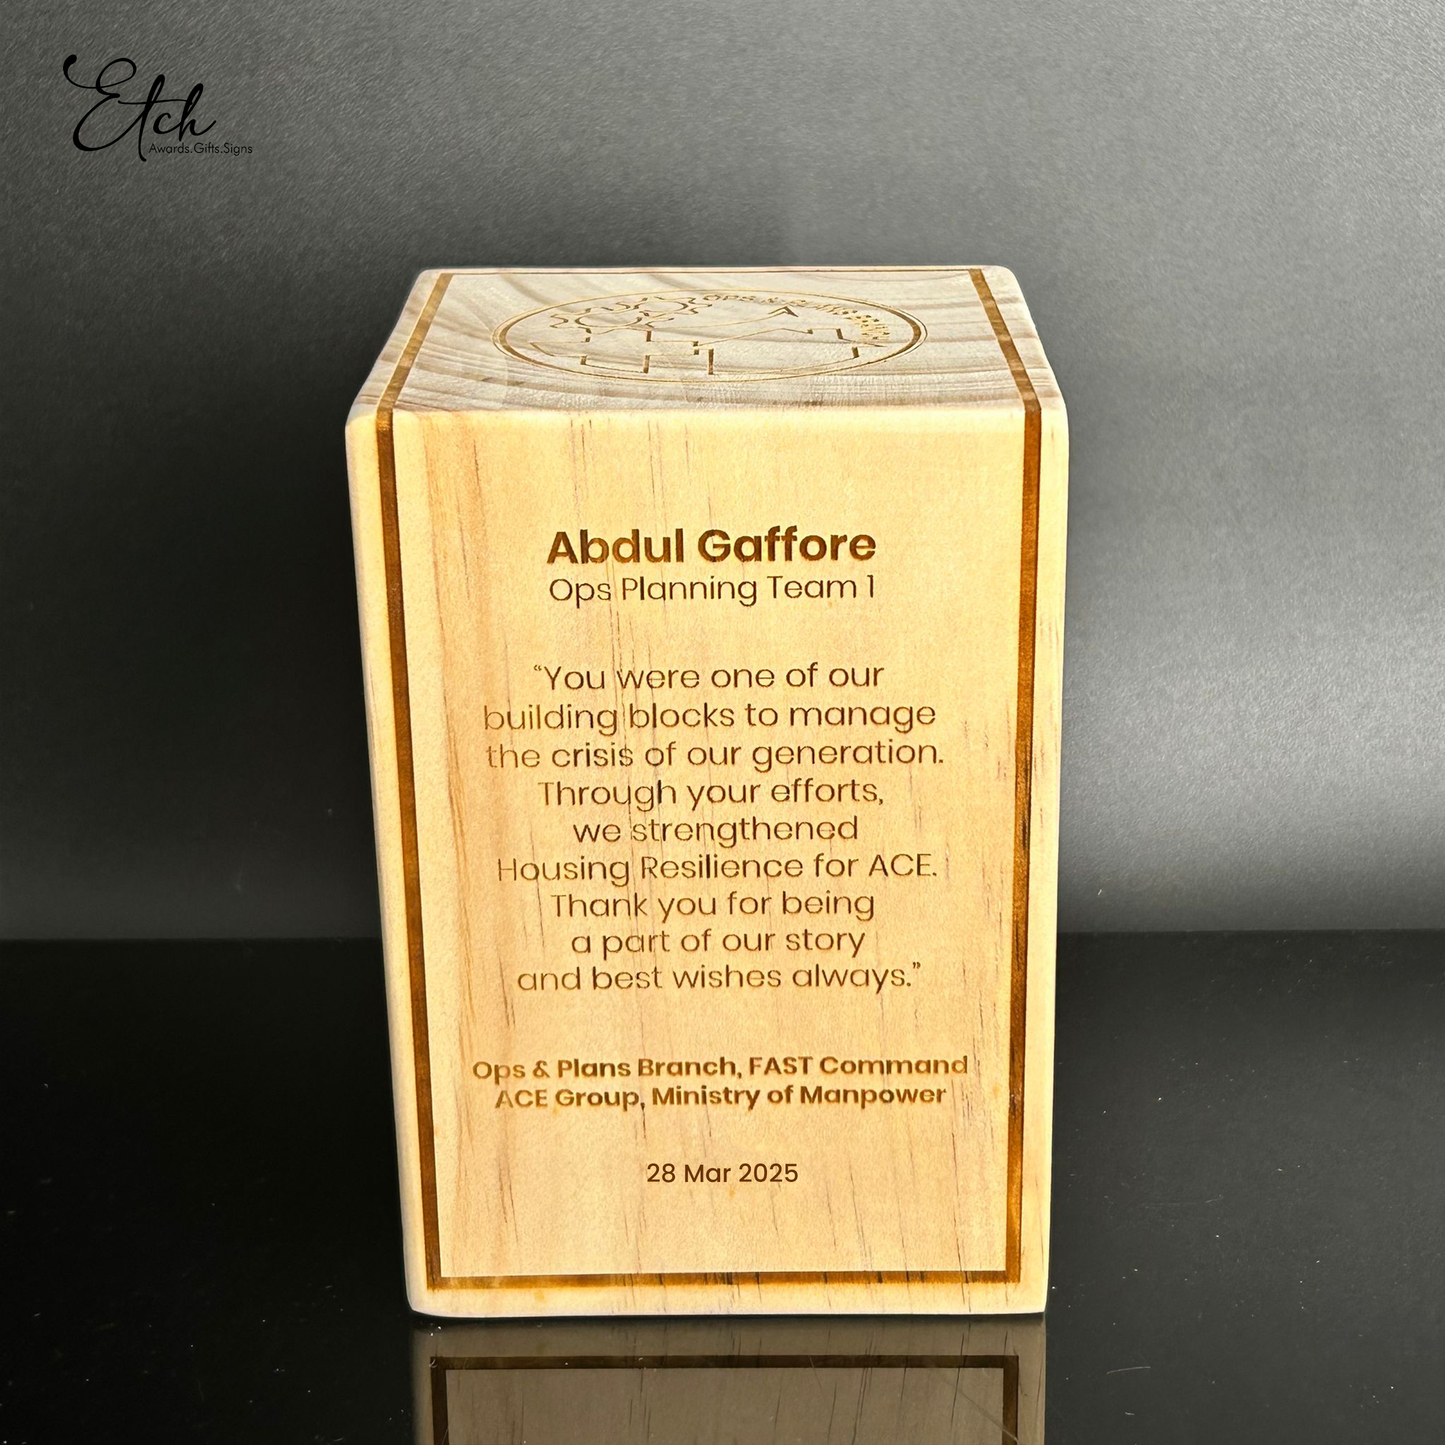 Etch
Awards.Gifts.Signs
OPS & PLANS BRANCH
Abdul Gaffore
Ops Planning Team 1
“You were one of our
building blocks to manage
the crisis of our generation.
Through your efforts,
we strengthened
Housing Resilience for ACE.
Thank you for being
a part of our story
and best wishes always.”
Ops & Plans Branch, FAST Command
ACE Group, Ministry of Manpower
28 Mar 2025